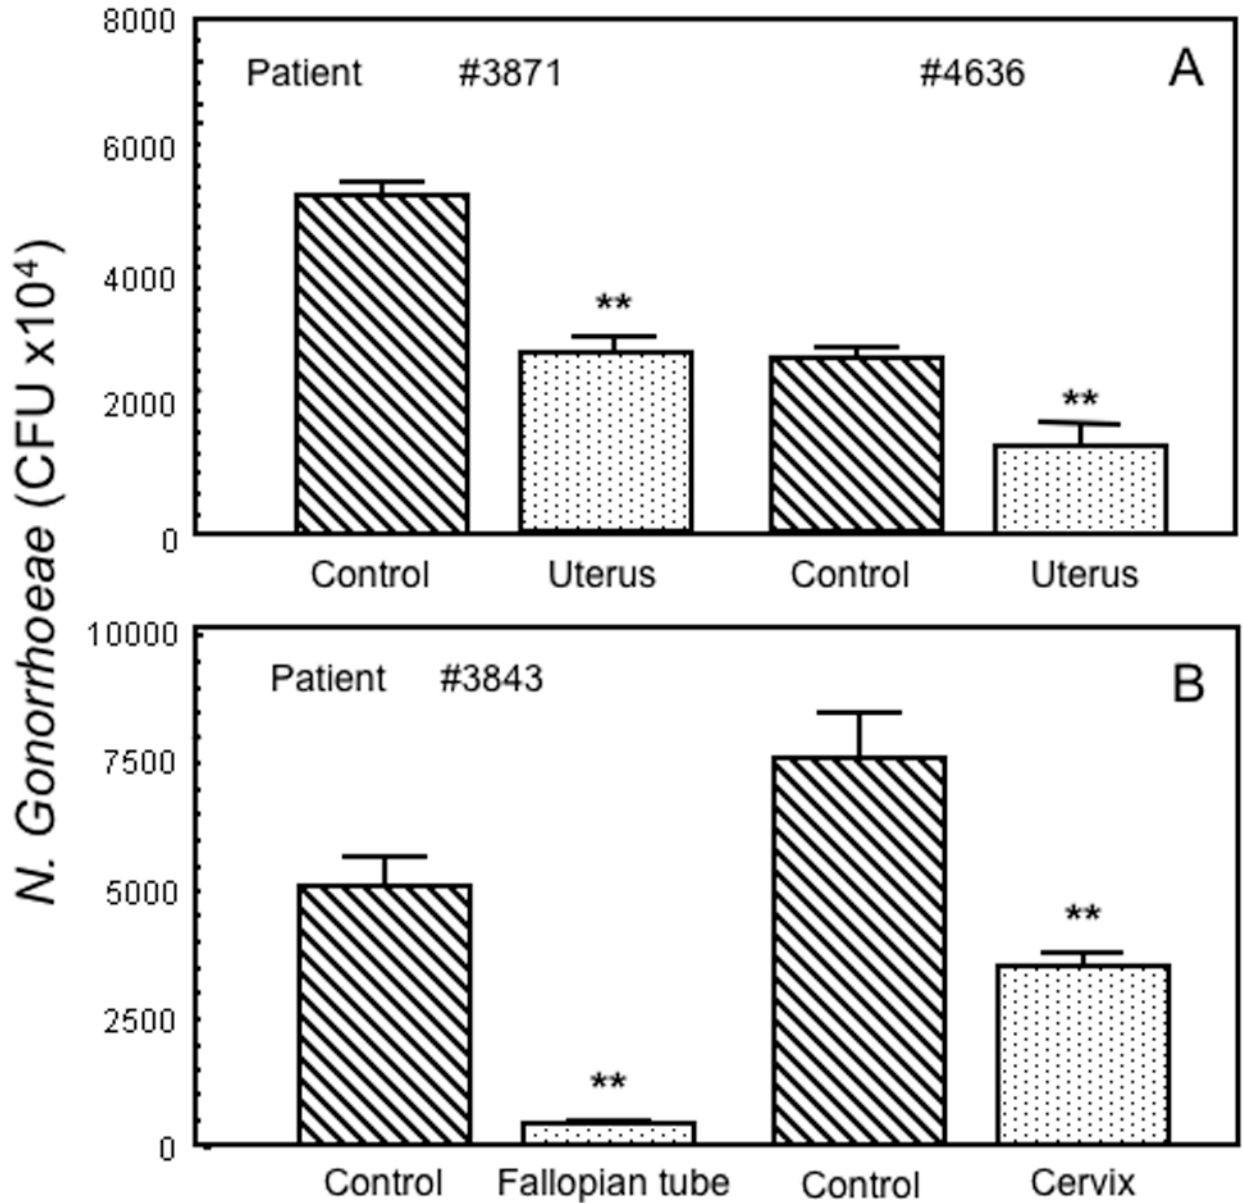 8000
Patient #3871 #4636 A
6000
4000
**
2000
**
0
Control Uterus Control Uterus
N. Gonorrhoeae (CFU x10⁴)
10000
Patient #3843 B
7500
5000
**
2500
**
0
Control Fallopian tube Control Cervix